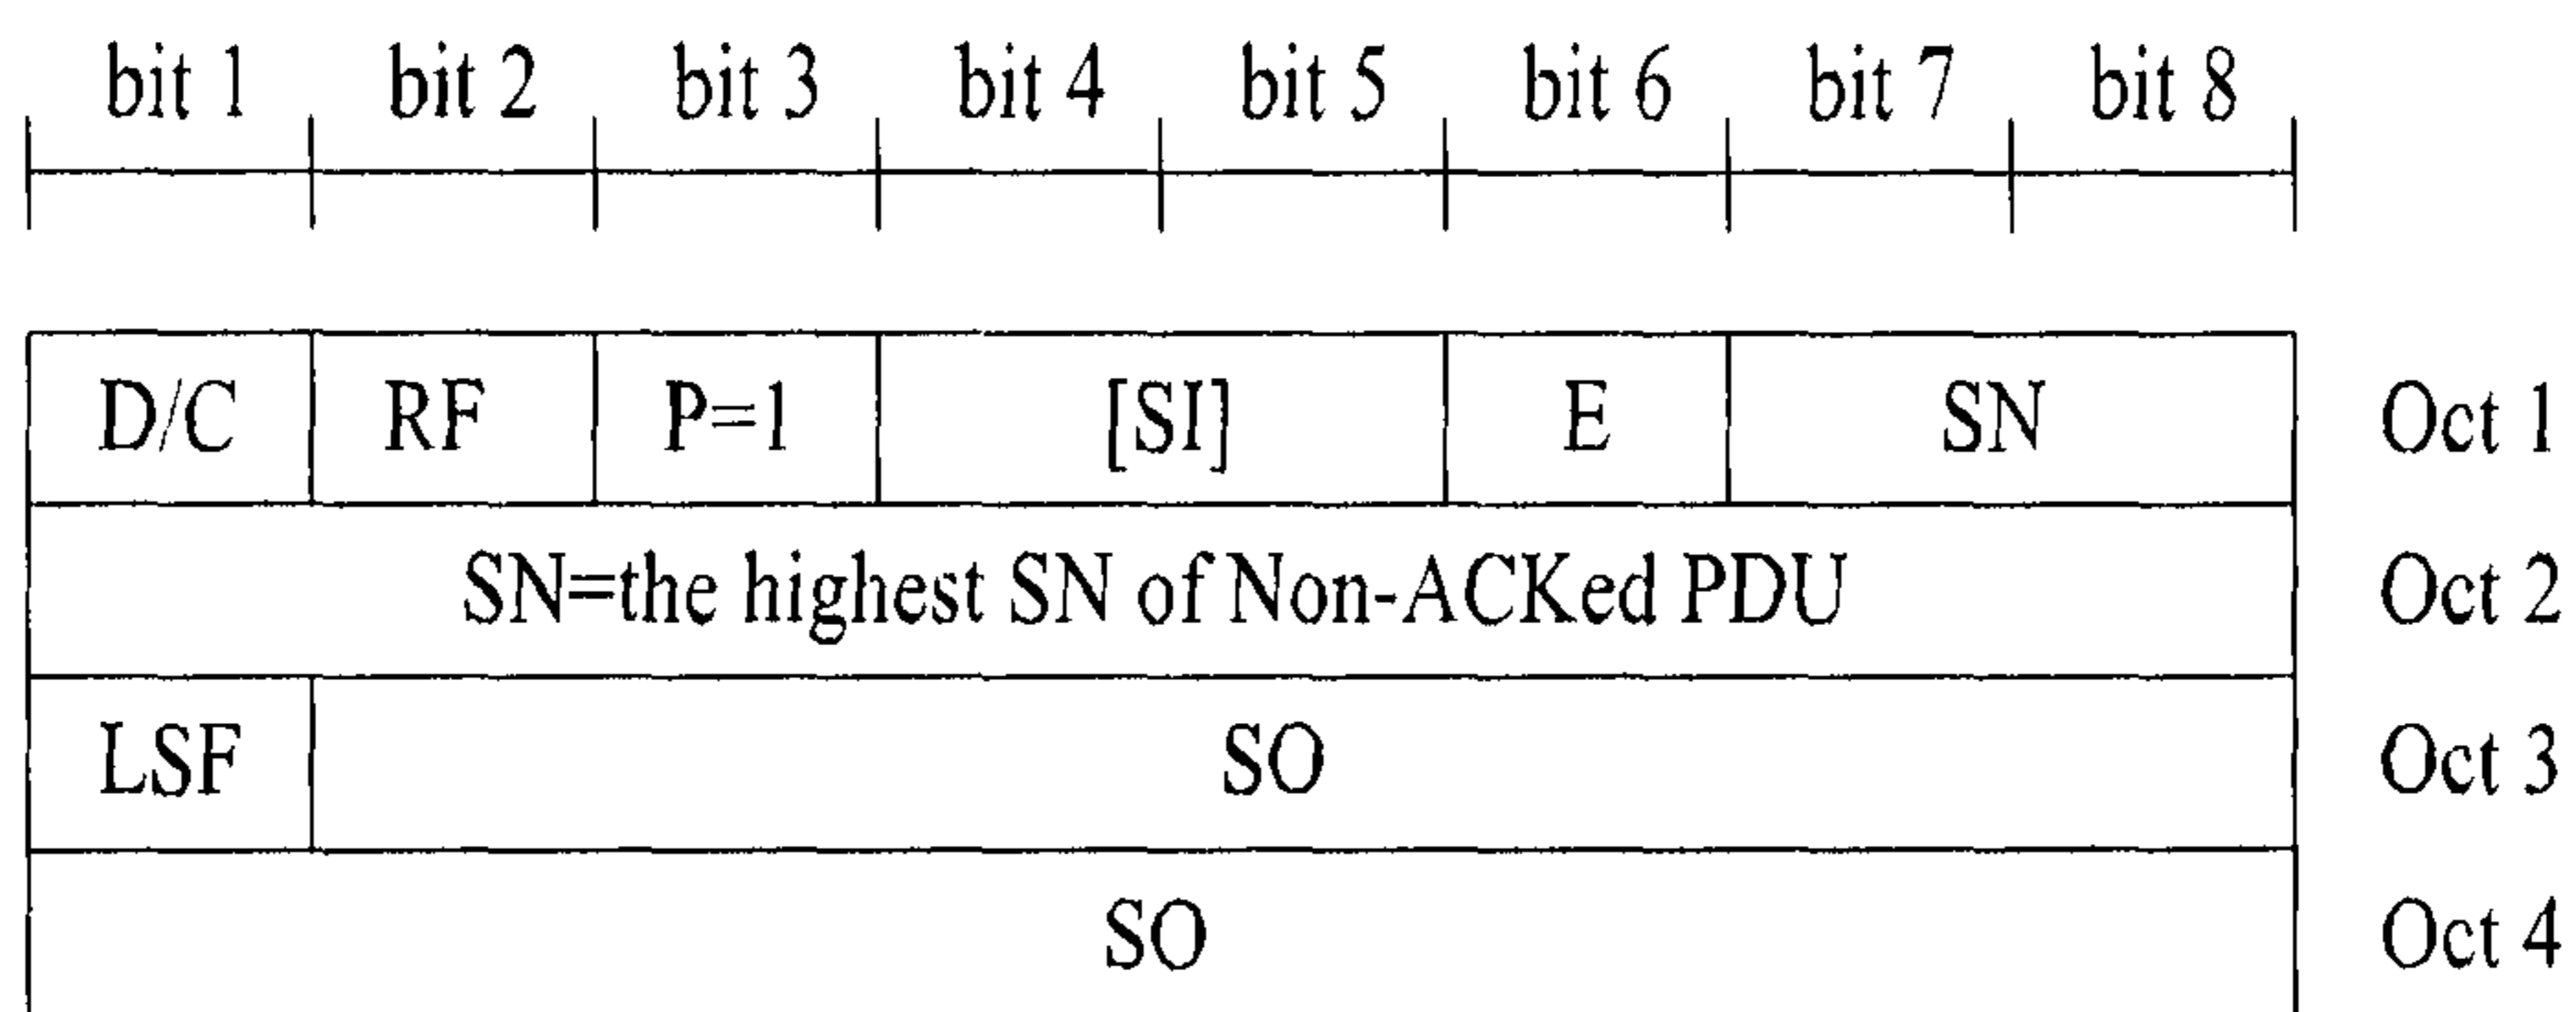 bit 1 bit 2 bit 3 bit 4 bit 5 bit 6 bit 7 bit 8
D/C RF P=1 [SI] E SN Oct 1
SN=the highest SN of Non-ACKed PDU Oct 2
LSF SO Oct 3
SO Oct 4